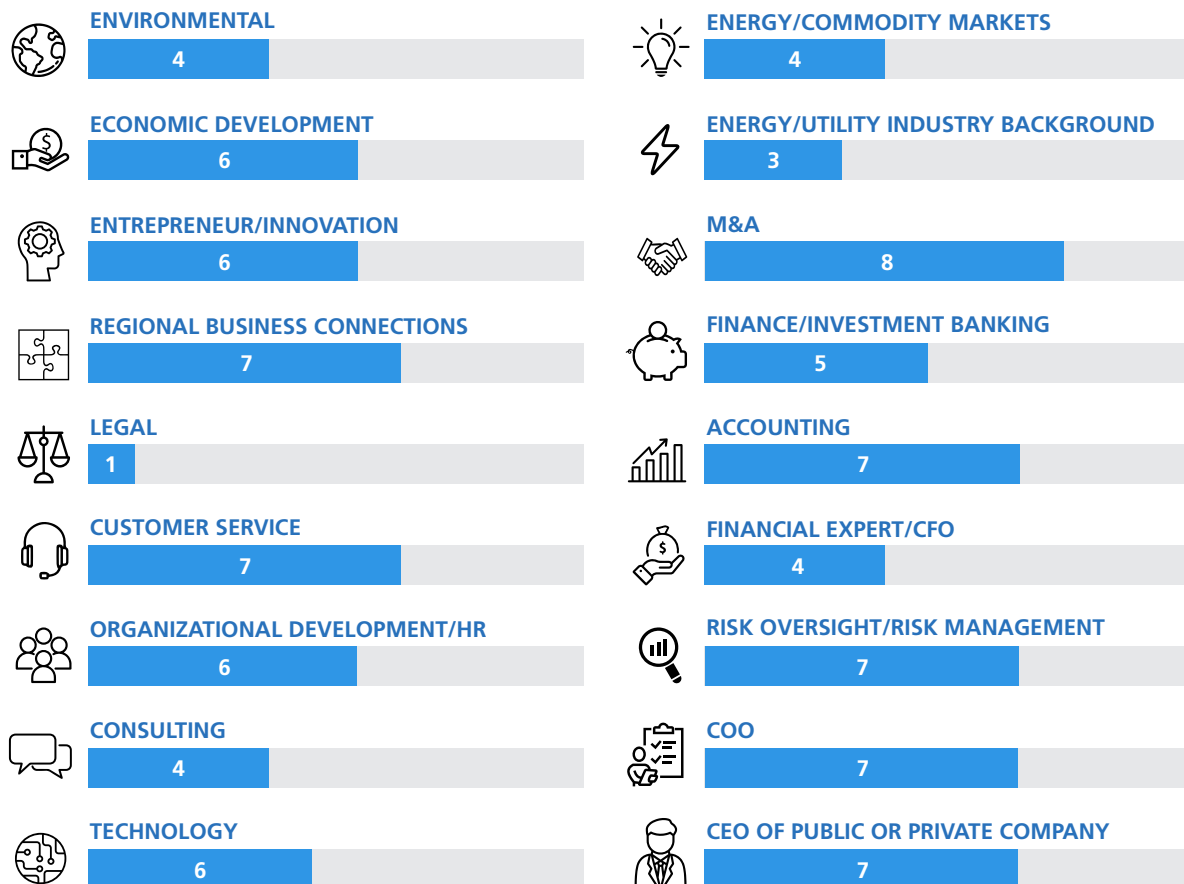 ENVIRONMENTAL
4
ECONOMIC DEVELOPMENT
6
ENTREPRENEUR/INNOVATION
6
REGIONAL BUSINESS CONNECTIONS
7
LEGAL
1
CUSTOMER SERVICE
7
ORGANIZATIONAL DEVELOPMENT/HR
6
CONSULTING
4
TECHNOLOGY
6
ENERGY/COMMODITY MARKETS
4
ENERGY/UTILITY INDUSTRY BACKGROUND
3
M&A
8
FINANCE/INVESTMENT BANKING
5
ACCOUNTING
7
FINANCIAL EXPERT/CFO
4
RISK OVERSIGHT/RISK MANAGEMENT
7
COO
7
CEO OF PUBLIC OR PRIVATE COMPANY
7